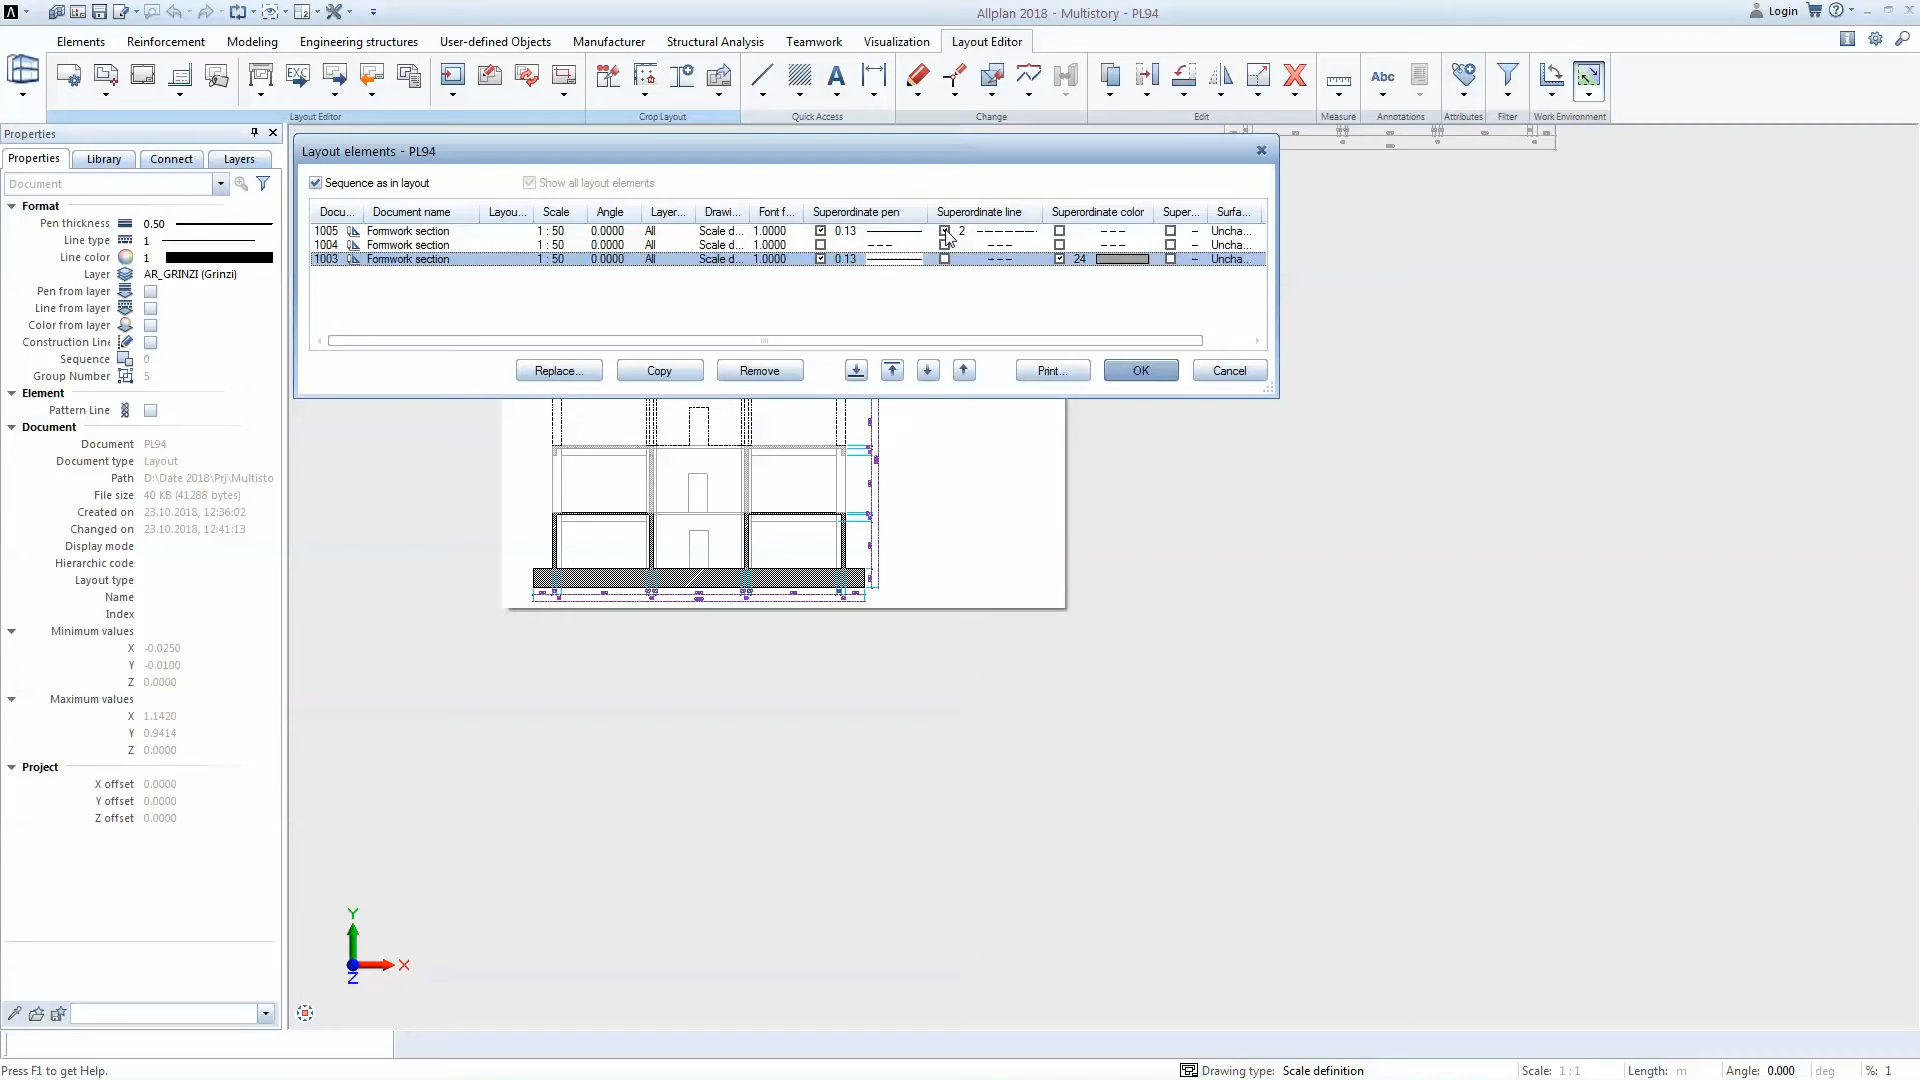 Allplan 2018 - Multistory - PL94
Login
Elements Reinforcement Modeling Engineering structures User-defined Objects Manufacturer Structural Analysis Teamwork Visualization Layout Editor
EXC
Abc
Layout Editor Crop Layout Quick Access Change Edit Measure Annotations Attributes Filter Work Environment
Properties
Properties Library Connect Layers
Document
Format
Pen thickness 0.50
Line type 1
Line color 1
Layer AR_GRINZI (Grinzi)
Pen from layer
Line from layer
Color from layer
Construction Line
Sequence 0
Group Number 5
Element
Pattern Line
Document
Document PL94
Document type Layout
Path D:\Date 2018\Prj\Multisto
File size 40 KB (41288 bytes)
Created on 23.10.2018, 12:36:02
Changed on 23.10.2018, 12:41:13
Display mode
Hierarchic code
Layout type
Name
Index
Minimum values
X -0.0250
Y -0.0100
Z 0.0000
Maximum values
X 1.1420
Y 0.9414
Z 0.0000
Project
X offset 0.0000
Y offset 0.0000
Z offset 0.0000
Layout elements - PL94
Sequence as in layout Show all layout elements
Docu... Document name Layou... Scale Angle Layer... Drawi... Font f... Superordinate pen Superordinate line Superordinate color Super... Surfa...
1005 Formwork section 1 : 50 0.0000 All Scale d... 1.0000 0.13 2 Uncha...
1004 Formwork section 1 : 50 0.0000 All Scale d... 1.0000 Uncha...
1003 Formwork section 1 : 50 0.0000 All Scale d... 1.0000 0.13 24 Uncha...
Replace... Copy Remove Print... OK Cancel
Y
X
Z
Press F1 to get Help.
Drawing type: Scale definition Scale: 1 : 1 Length: m Angle: 0.000 deg %: 1